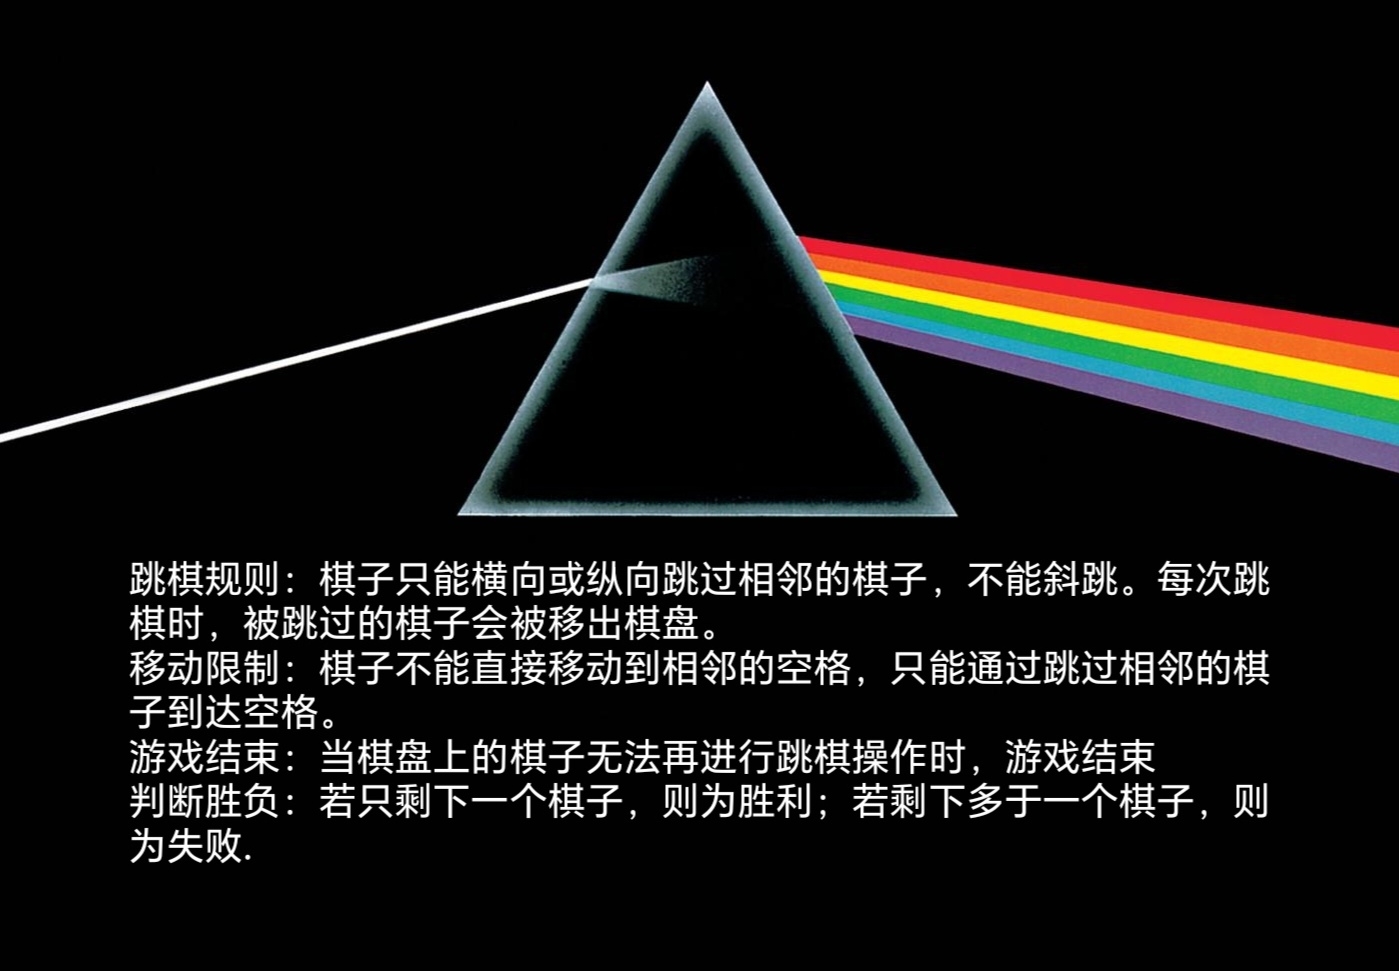 跳棋规则：棋子只能横向或纵向跳过相邻的棋子，不能斜跳。每次跳
棋时，被跳过的棋子会被移出棋盘。
移动限制：棋子不能直接移动到相邻的空格，只能通过跳过相邻的棋
子到达空格。
游戏结束：当棋盘上的棋子无法再进行跳棋操作时，游戏结束
判断胜负：若只剩下一个棋子，则为胜利；若剩下多于一个棋子，则
为失败.